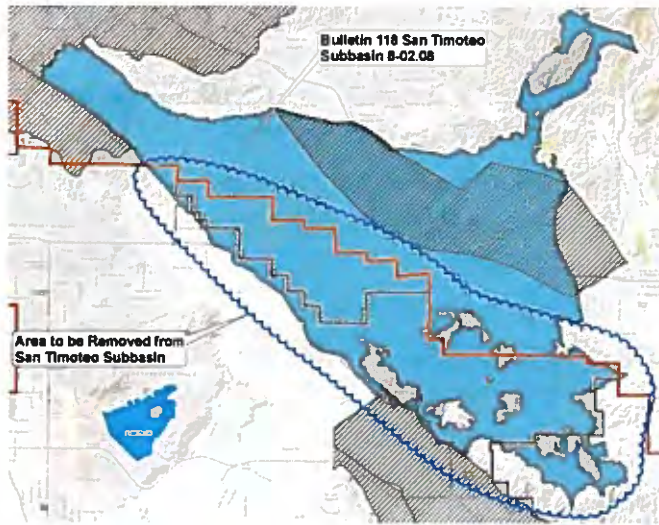 Bulletin 118 San Timoteo
Subbasin 8-02.08
Area to be Removed from
San Timoteo Subbasin